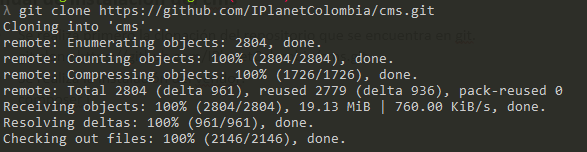 λ git clone https://github.com/IPlanetColombia/cms.git
Cloning into 'cms'...
remote: Enumerating objects: 2804, done.
remote: Counting objects: 100% (2804/2804), done.
remote: Compressing objects: 100% (1726/1726), done.
remote: Total 2804 (delta 961), reused 2779 (delta 936), pack-reused 0
Receiving objects: 100% (2804/2804), 19.13 MiB | 760.00 KiB/s, done.
Resolving deltas: 100% (961/961), done.
Checking out files: 100% (2146/2146), done.